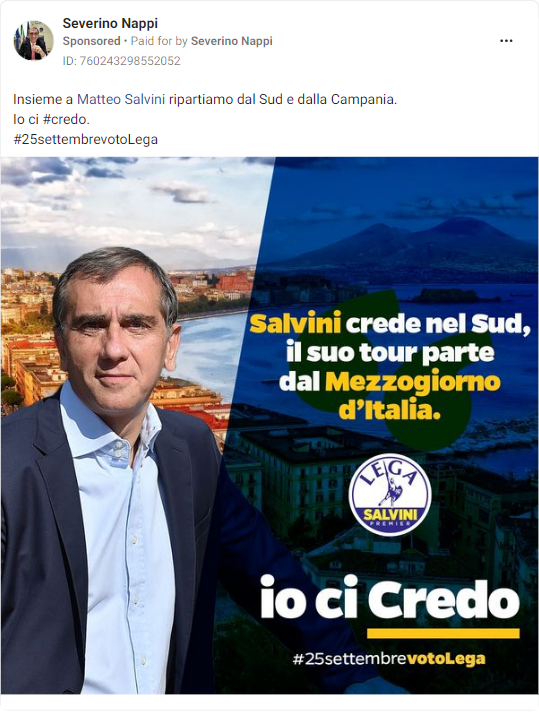 Severino Nappi
Sponsored • Paid for by Severino Nappi
ID: 760243298552052
Insieme a Matteo Salvini ripartiamo dal Sud e dalla Campania.
Io ci #credo.
#25settembrevotoLega
Salvini crede nel Sud,
il suo tour parte
dal Mezzogiorno
d'Italia.
LEGA
SALVINI
PREMIER
io ci Credo
#25settembrevotoLega